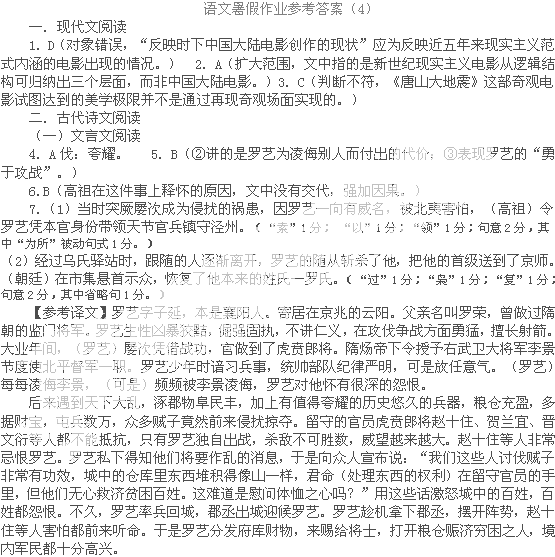 语文暑假作业参考答案（4）
一．现代文阅读
1．D（对象错误，“反映时下中国大陆电影创作的现状”应为反映近五年来现实主义范
式内涵的电影出现的情况。） 2．A（扩大范围，文中指的是新世纪现实主义电影从逻辑结
构可归纳出三个层面，而非中国大陆电影。）3．C（判断不符，《唐山大地震》这部奇观电
影试图达到的美学极限并不是通过再现奇观场面实现的。）
二．古代诗文阅读
（一）文言文阅读
4．A伐：夸耀。 5．B（②讲的是罗艺为凌侮别人而付出的代价；③表现罗艺的“勇
于攻战”。）
6.B（高祖在这件事上释怀的原因，文中没有交代，强加因果。）
7．（1）当时突厥屡次成为侵扰的祸患，因罗艺一向有威名，被北夷害怕，（高祖）令
罗艺凭本官身份带领天节官兵镇守泾州。（“素”1分；“以”1分；“领”1分；句意2分，其
中“为所”被动句式1分。）
（2）经过乌氏驿站时，跟随的人逐渐离开，罗艺的随从斩杀了他，把他的首级送到了京师。
（朝廷）在市集悬首示众，恢复了他本来的姓氏一罗氏。（“过”1分；“枭”1分；“复”1分；
句意2分，其中省略句1分。）
【参考译文】罗艺字子延，本是襄阳人。寄居在京兆的云阳。父亲名叫罗荣，曾做过隋
朝的监门将军。罗艺生性凶暴狡黠，倔强固执，不讲仁义，在攻伐争战方面勇猛，擅长射箭。
大业年间，（罗艺）屡次凭借战功，官做到了虎贲郎将。隋炀帝下令授予右武卫大将军李景
节度使北平督军一职。罗艺少年时谙习兵事，统帅部队纪律严明，可是放任意气。（罗艺）
每每凌侮李景，（可是）频频被李景凌侮，罗艺对他怀有很深的怨恨。
后来遇到天下大乱，涿郡物阜民丰，加上有值得夸耀的历史悠久的兵器，粮仓充盈，多
据财宝，屯兵数万，众多贼子竟然前来侵扰掠夺。留守的官员虎贲郎将赵十住、贺兰宜、晋
文衍等人都不能抵抗，只有罗艺独自出战，杀敌不可胜数，威望越来越大。赵十住等人非常
忌恨罗艺。罗艺私下得知他们将要作乱的消息，于是向众人宣布说：“我们这些人讨伐贼子
非常有功效，城中的仓库里东西堆积得像山一样，君命（处理东西的权利）在留守官员的手
里，但他们无心救济贫困百姓。这难道是慰问体恤之心吗？”用这些话激怒城中的百姓，百
姓都怨恨。不久，罗艺率兵回城，郡丞出城迎候罗艺。罗艺趁机拿下郡丞，摆开阵势，赵十
住等人害怕都前来听命。于是罗艺分发府库财物，来赐给将士，打开粮仓赈济穷困之人，境
内军民都十分高兴。